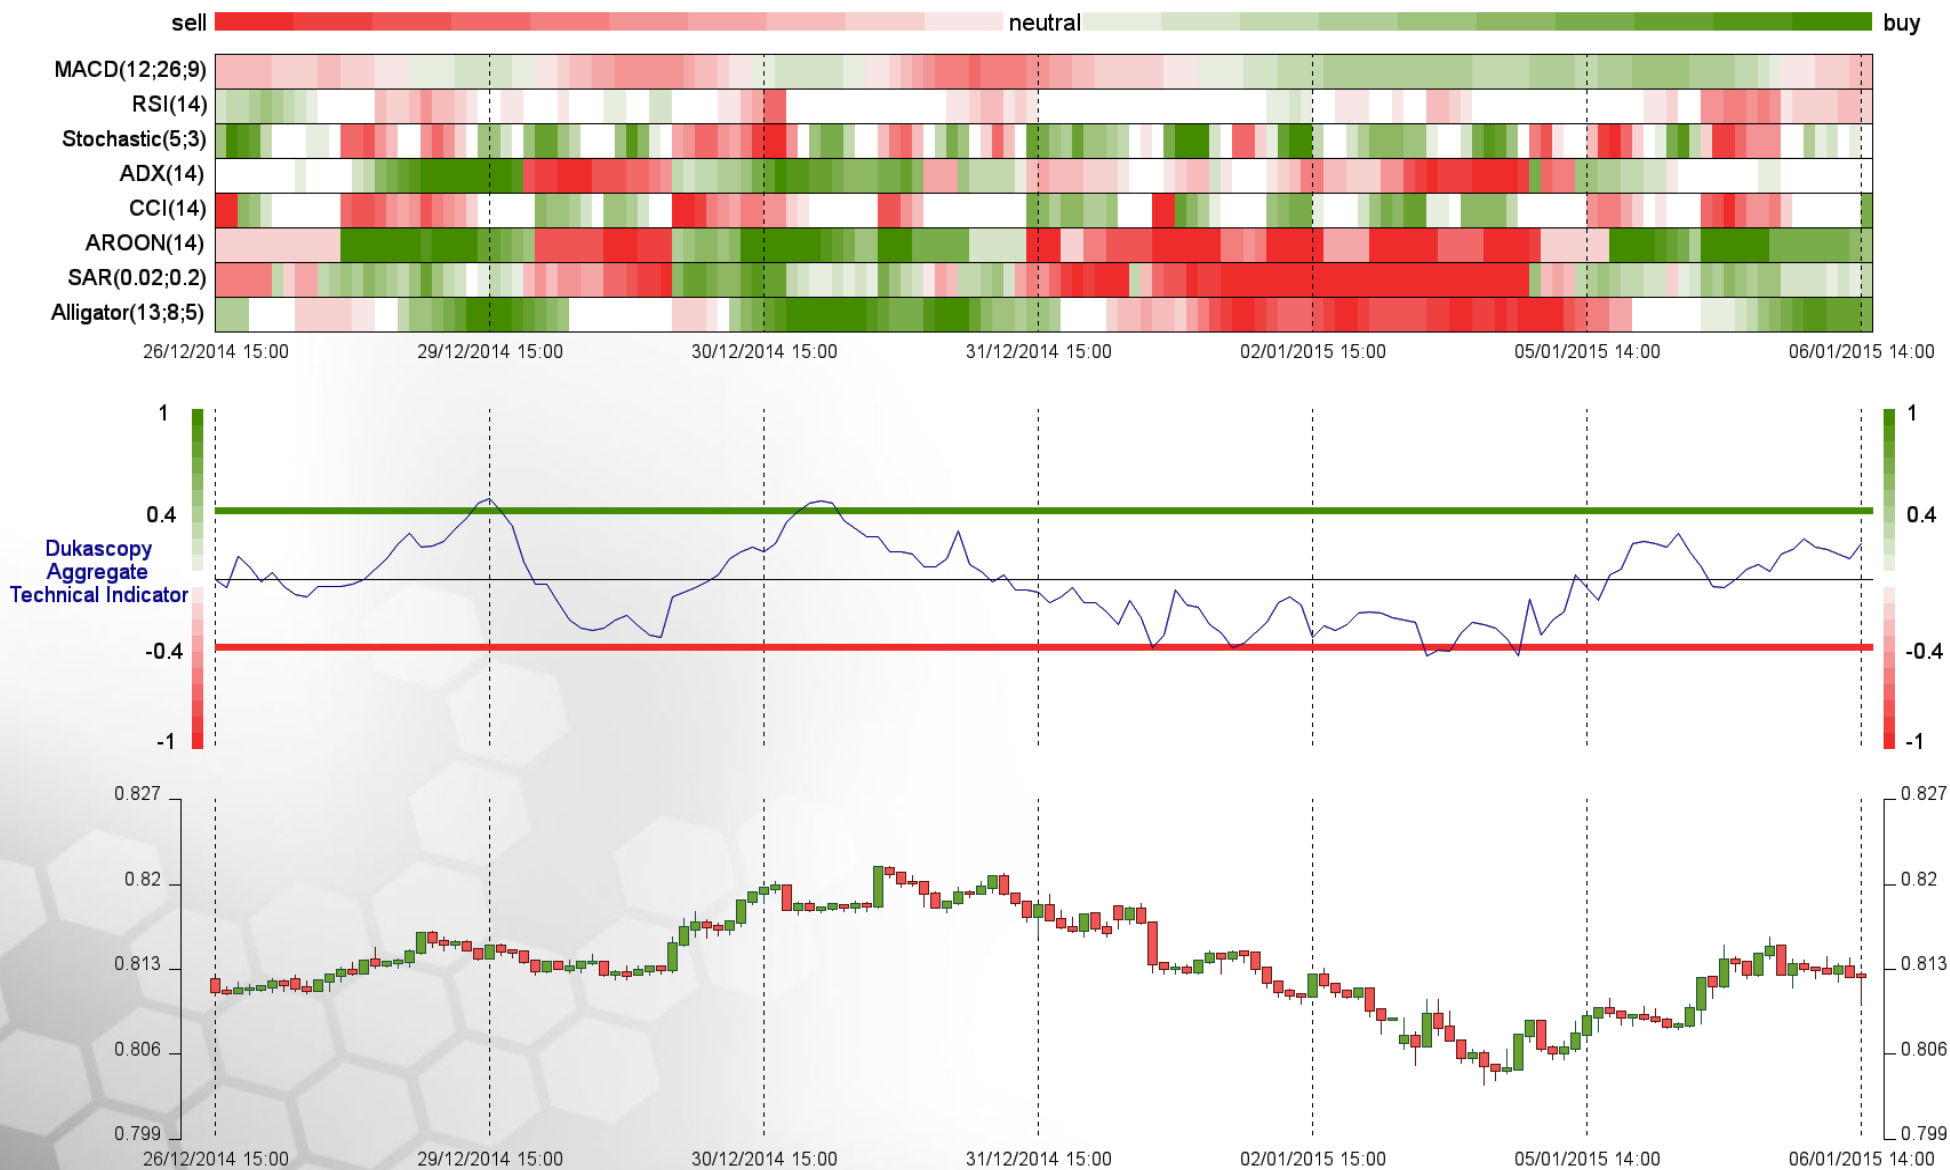 sell neutral buy
MACD(12;26;9)
RSI(14)
Stochastic(5;3)
ADX(14)
CCI(14)
AROON(14)
SAR(0.02;0.2)
Alligator(13;8;5)
26/12/2014 15:00 29/12/2014 15:00 30/12/2014 15:00 31/12/2014 15:00 02/01/2015 15:00 05/01/2015 14:00 06/01/2015 14:00
1 1
0.4 0.4
Dukascopy
Aggregate
Technical Indicator
-0.4 -0.4
-1 -1
0.827 0.827
0.82 0.82
0.813 0.813
0.806 0.806
0.799 0.799
26/12/2014 15:00 29/12/2014 15:00 30/12/2014 15:00 31/12/2014 15:00 02/01/2015 15:00 05/01/2015 14:00 06/01/2015 14:00